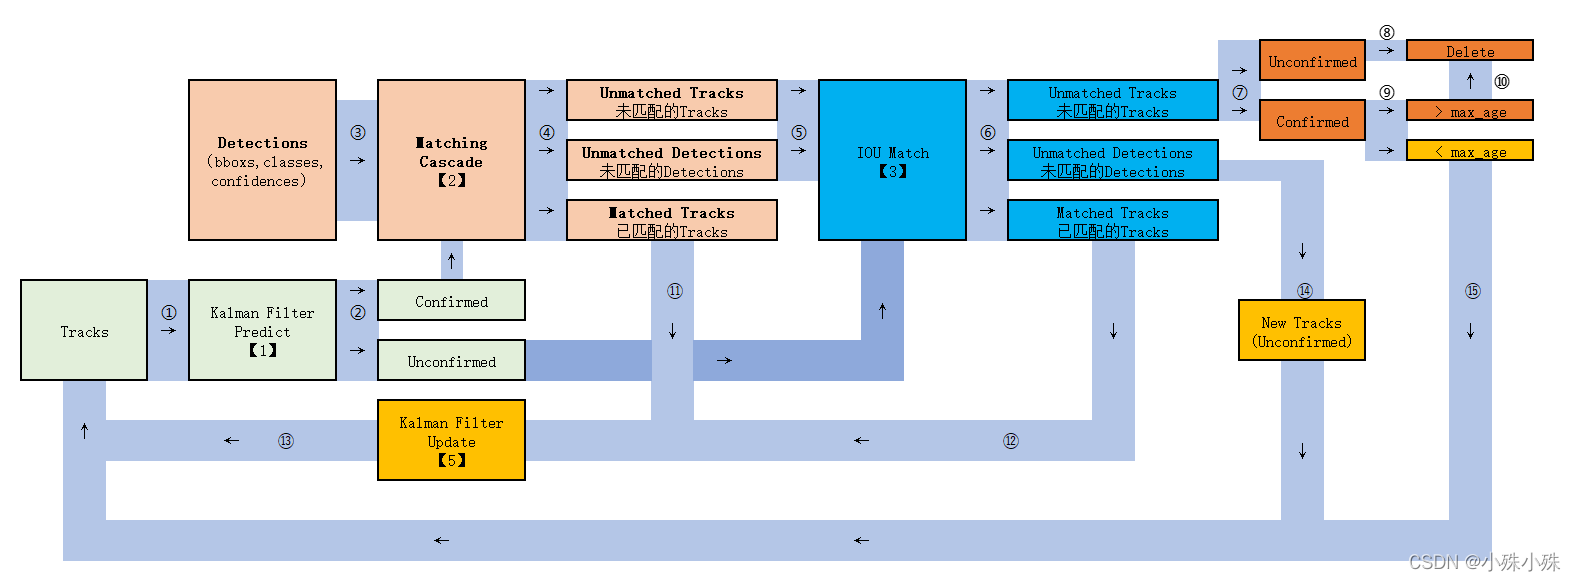 Detections
(bboxs,classes,
confidences)
③
Matching
Cascade
【2】
④
Unmatched Tracks
未匹配的Tracks
Unmatched Detections
未匹配的Detections
Matched Tracks
已匹配的Tracks
⑤
IOU Match
【3】
⑥
Unmatched Tracks
未匹配的Tracks
Unmatched Detections
未匹配的Detections
Matched Tracks
已匹配的Tracks
⑦
Unconfirmed
Confirmed
⑧
Delete
⑩
⑨
> max_age
< max_age
Tracks
①
Kalman Filter
Predict
【1】
②
Confirmed
Unconfirmed
⑪
⑭
New Tracks
(Unconfirmed)
⑮
⑬
Kalman Filter
Update
【5】
⑫
CSDN @小殊小殊